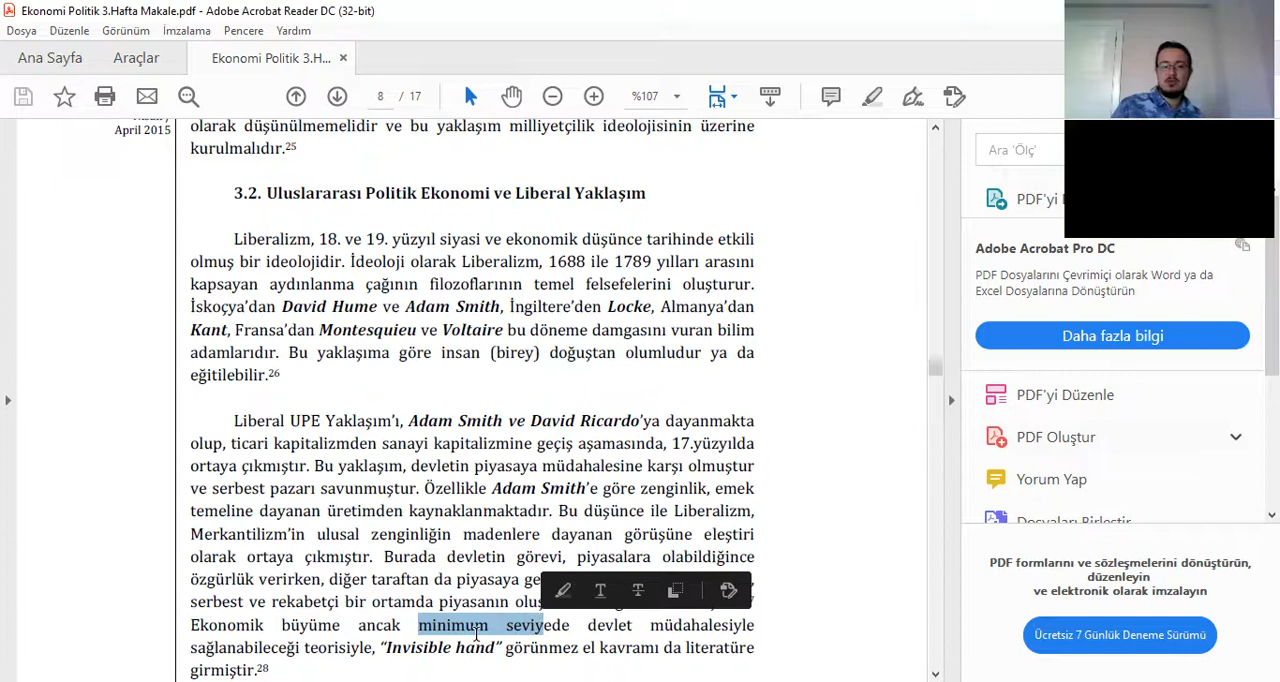 Ekonomi Politik 3.Hafta Makale.pdf - Adobe Acrobat Reader DC (32-bit)
Dosya Düzenle Görünüm İmzalama Pencere Yardım
Ana Sayfa Araçlar Ekonomi Politik 3.H... ×
8 / 17 %107
April 2015
olarak düşünülmemelidir ve bu yaklaşım milliyetçilik ideolojisinin üzerine
kurulmalıdır.25
3.2. Uluslararası Politik Ekonomi ve Liberal Yaklaşım
Liberalizm, 18. ve 19. yüzyıl siyasi ve ekonomik düşünce tarihinde etkili
olmuş bir ideolojidir. İdeoloji olarak Liberalizm, 1688 ile 1789 yılları arasını
kapsayan aydınlanma çağının filozoflarının temel felsefelerini oluşturur.
İskoçya’dan David Hume ve Adam Smith, İngiltere’den Locke, Almanya’dan
Kant, Fransa’dan Montesquieu ve Voltaire bu döneme damgasını vuran bilim
adamlarıdır. Bu yaklaşıma göre insan (birey) doğuştan olumludur ya da
eğitilebilir.26
Liberal UPE Yaklaşım’ı, Adam Smith ve David Ricardo’ya dayanmakta
olup, ticari kapitalizmden sanayi kapitalizmine geçiş aşamasında, 17.yüzyılda
ortaya çıkmıştır. Bu yaklaşım, devletin piyasaya müdahalesine karşı olmuştur
ve serbest pazarı savunmuştur. Özellikle Adam Smith’e göre zenginlik, emek
temeline dayanan üretimden kaynaklanmaktadır. Bu düşünce ile Liberalizm,
Merkantilizm’in ulusal zenginliğin madenlere dayanan görüşüne eleştiri
olarak ortaya çıkmıştır. Burada devletin görevi, piyasalara olabildiğince
özgürlük verirken, diğer taraftan da piyasaya
serbest ve rekabetçi bir ortamda piyasanın
Ekonomik büyüme ancak minimum seviyede devlet müdahalesiyle
sağlanabileceği teorisiyle, “Invisible hand” görünmez el kavramı da literatüre
girmiştir.28
Ara 'Ölç'
Adobe Acrobat Pro DC
PDF Dosyalarını Çevrimiçi olarak Word ya da
Excel Dosyalarına Dönüştürün
Daha fazla bilgi
PDF'yi Düzenle
PDF Oluştur
Yorum Yap
Dosyaları Birleştir
PDF formlarını ve sözleşmelerini dönüştürün,
düzenleyin
ve elektronik olarak imzalayın
Ücretsiz 7 Günlük Deneme Sürümü